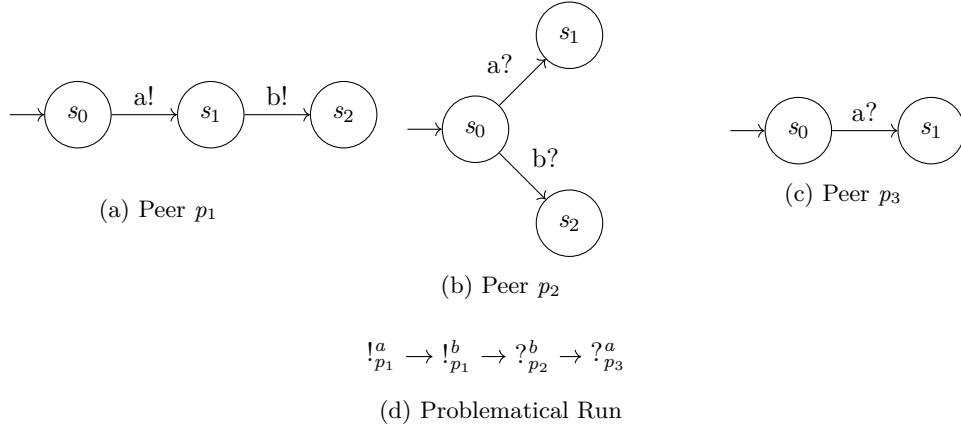 s₀ a! s₁ b! s₂
(a) Peer p₁
s₁
a?
s₀
b?
s₂
(b) Peer p₂
s₀ a? s₁
(c) Peer p₃
!ᵃₚ₁ → !ᵇₚ₁ → ?ᵇₚ₂ → ?ᵃₚ₃
(d) Problematical Run